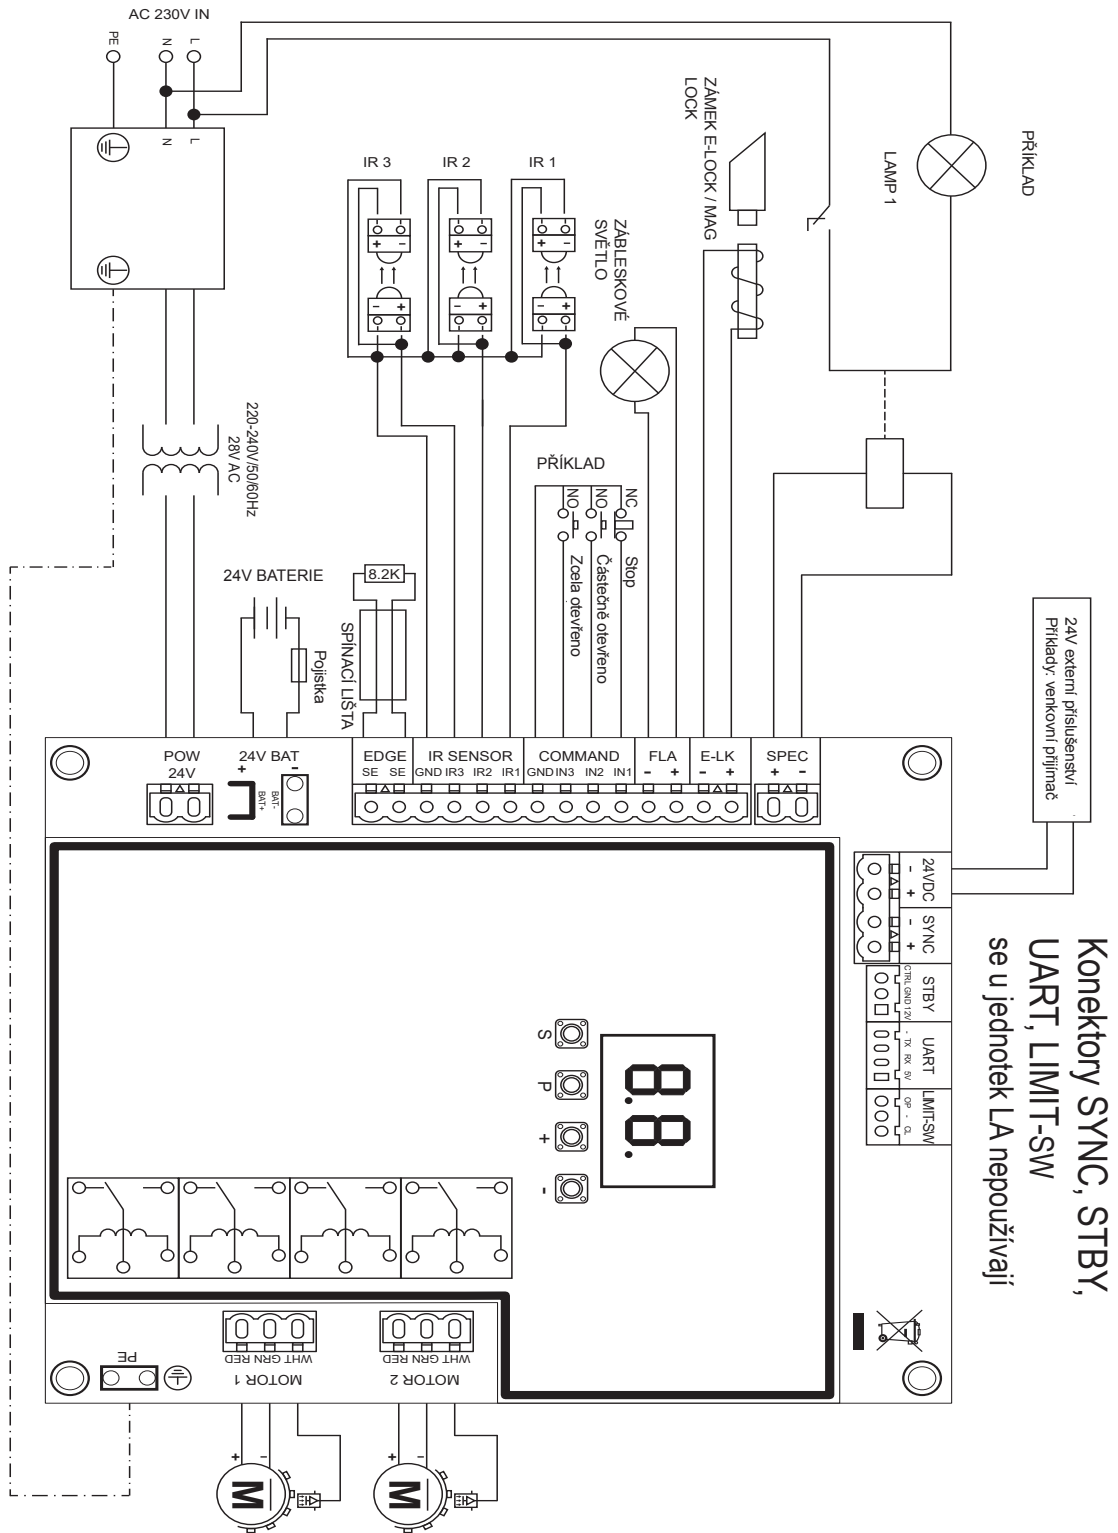 AC 230V IN
PE
N
L
N
L
IR 3
IR 2
IR 1
+ -
+ -
+ -
- +
- +
- +
ZÁBLESKOVÉ
SVĚTLO
ZÁMEK E-LOCK / MAG
LOCK
LAMP 1
PŘÍKLAD
220-240V/50/60Hz
28V AC
24V BATERIE
Pojistka
8.2K
SPÍNACÍ LIŠTA
PŘÍKLAD
NO
NO
NC
Zcela otevřeno
Částečně otevřeno
Stop
24V externí příslušenství
Příklady: venkovní přijímač
POW
24V
24V BAT
+ -
BAT+
BAT-
EDGE
SE SE
IR SENSOR
GND IR3 IR2 IR1
COMMAND
GND IN3 IN2 IN1
FLA
- +
E-LK
- +
SPEC
+ -
24VDC
- +
SYNC
- +
STBY
CTRL GND 12V
UART
- TX RX 5V
LIMIT-SW
OP - CL
Konektory SYNC, STBY,
UART, LIMIT-SW
se u jednotek LA nepoužívají
8.8.
S
P
+
-
PE
WHT GRN RED
MOTOR 1
WHT GRN RED
MOTOR 2
+ -
M
+ -
M